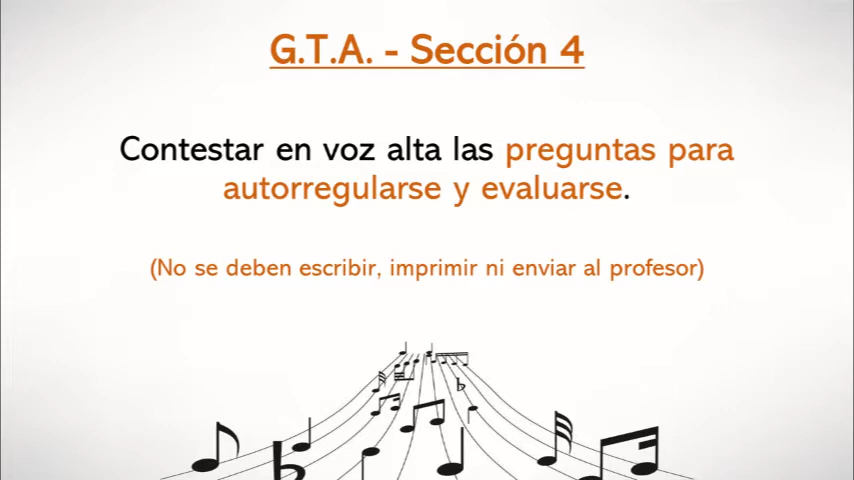 G.T.A. - Sección 4
Contestar en voz alta las preguntas para
autorregularse y evaluarse.
(No se deben escribir, imprimir ni enviar al profesor)